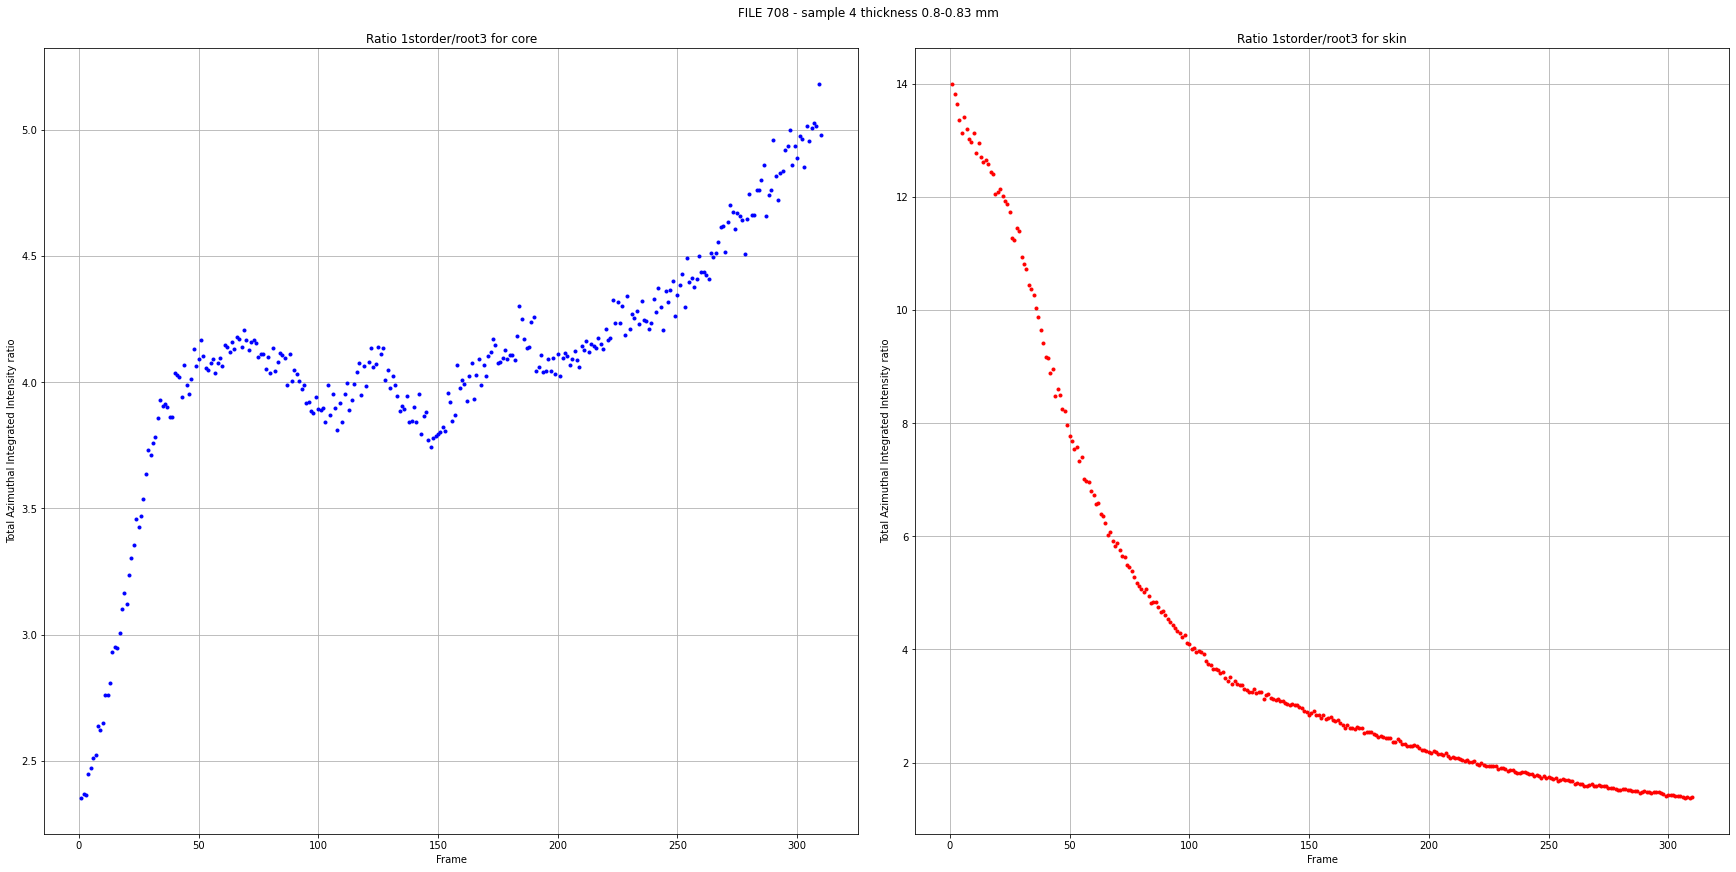 FILE 708 - sample 4 thickness 0.8-0.83 mm
Ratio 1storder/root3 for core
Total Azimuthal Integrated Intensity ratio
5.0
4.5
4.0
3.5
3.0
2.5
0 50 100 150 200 250 300
Frame
Ratio 1storder/root3 for skin
Total Azimuthal Integrated Intensity ratio
14
12
10
8
6
4
2
0 50 100 150 200 250 300
Frame